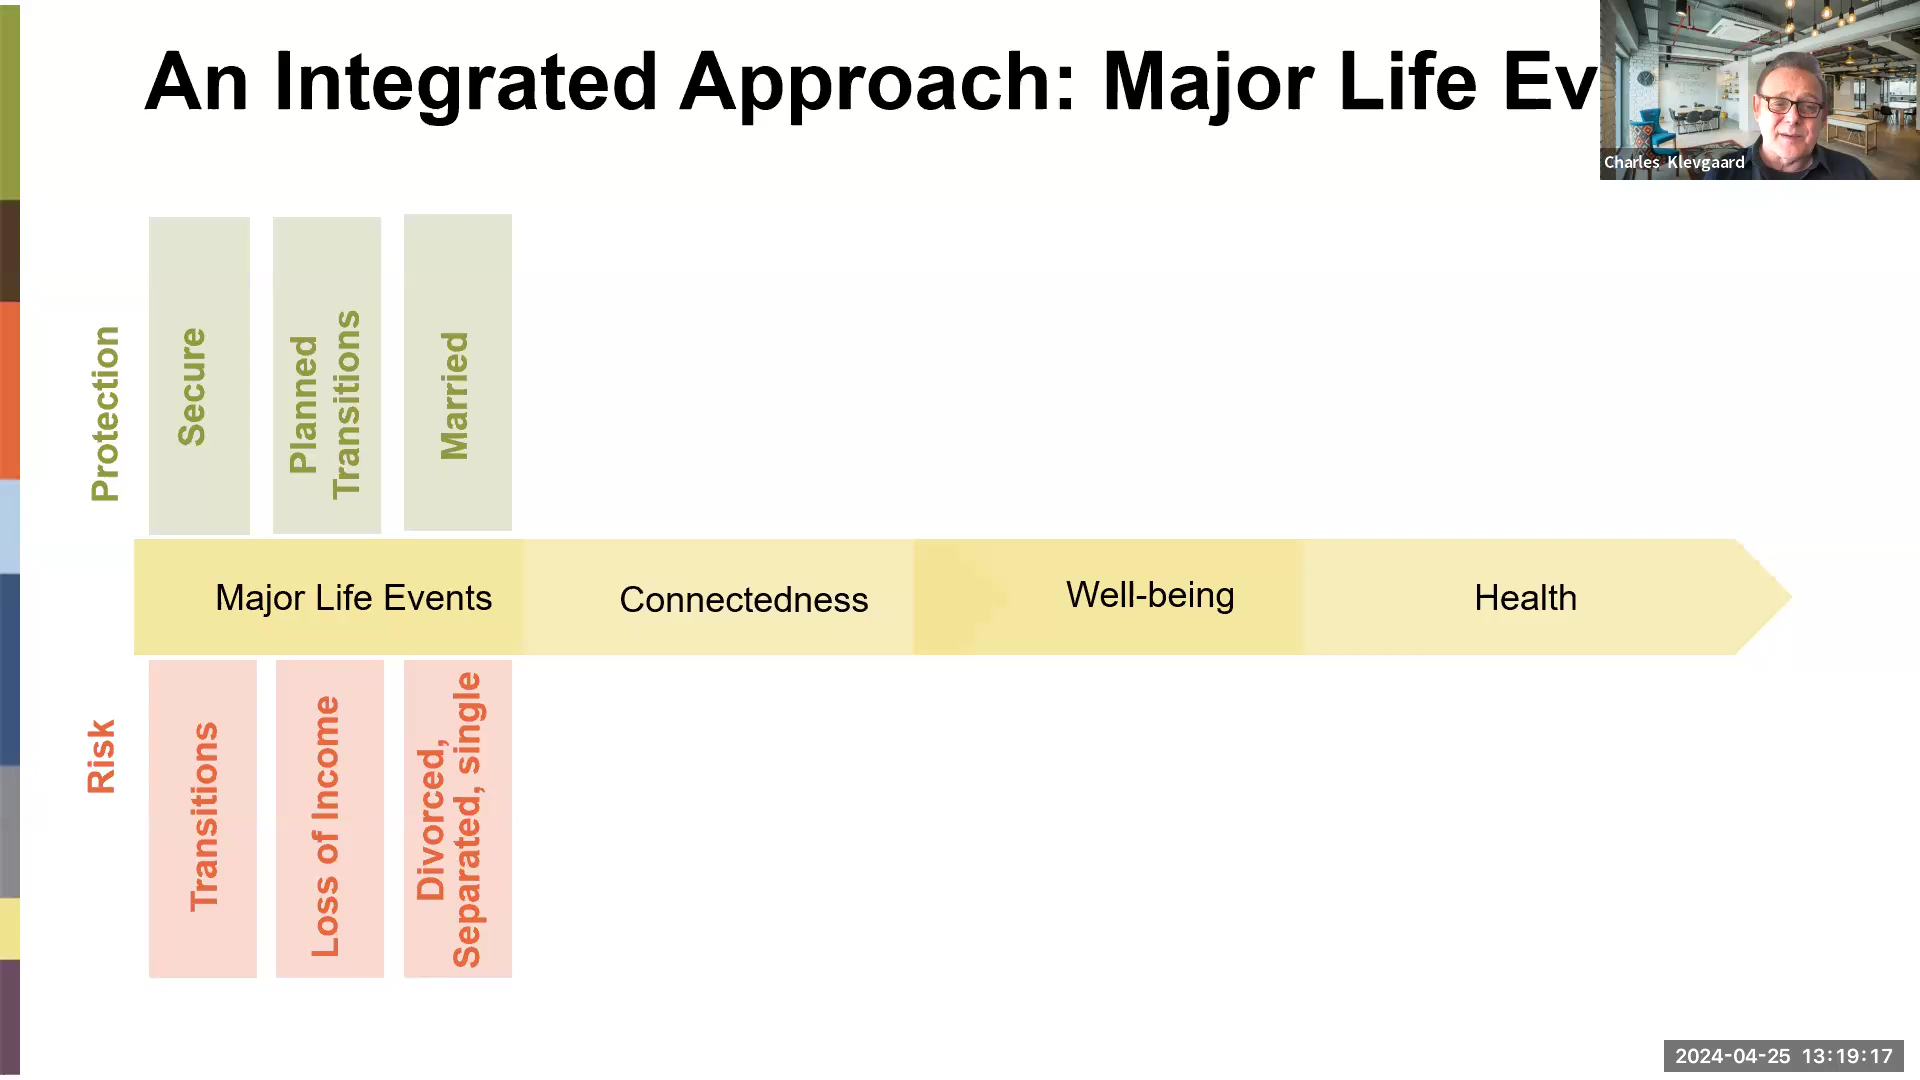 An Integrated Approach: Major Life Ev
Charles Klevgaard
Protection
Secure
Planned
Transitions
Married
Major Life Events
Connectedness
Well-being
Health
Risk
Transitions
Loss of Income
Divorced,
Separated, single
2024-04-25 13:19:17